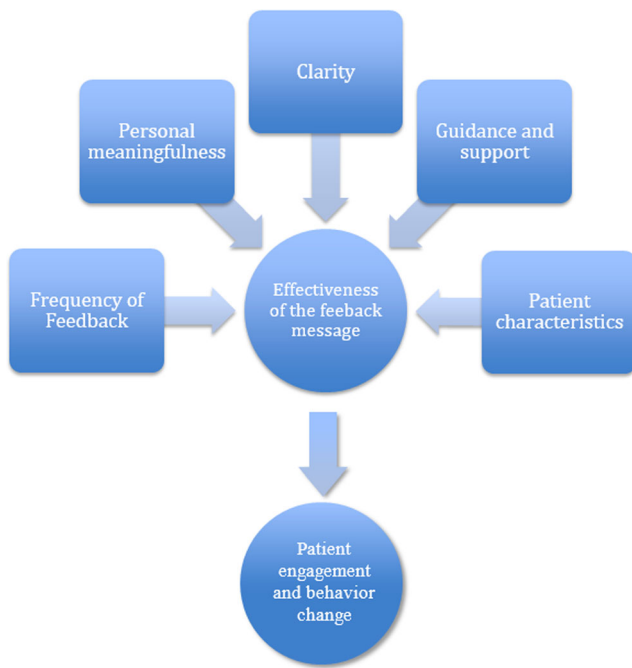 Clarity
Personal
meaningfulness
Guidance and
support
Frequency of
Feedback
Effectiveness
of the feeback
message
Patient
characteristics
Patient
engagement
and behavior
change